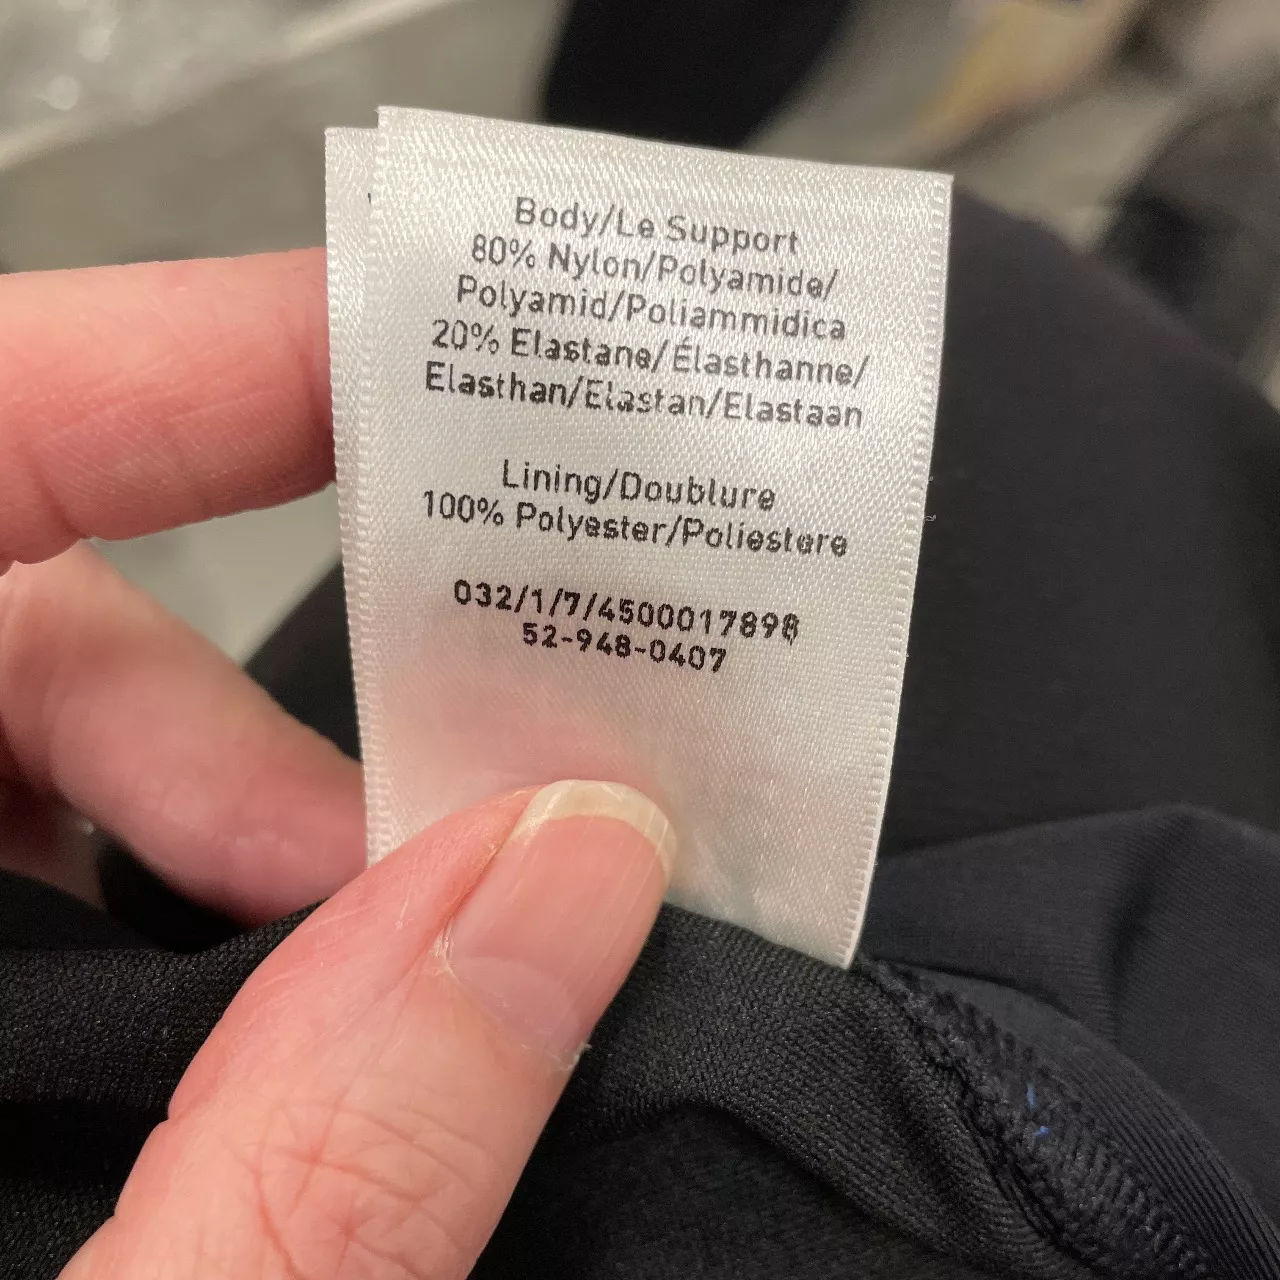 Body/Le Support
80% Nylon/Polyamide/
Polyamid/Poliammidica
20% Elastane/Élasthanne/
Elasthan/Elastan/Elastaan
Lining/Doublure
100% Polyester/Poliestere
032/1/7/4500017898
52-948-0407